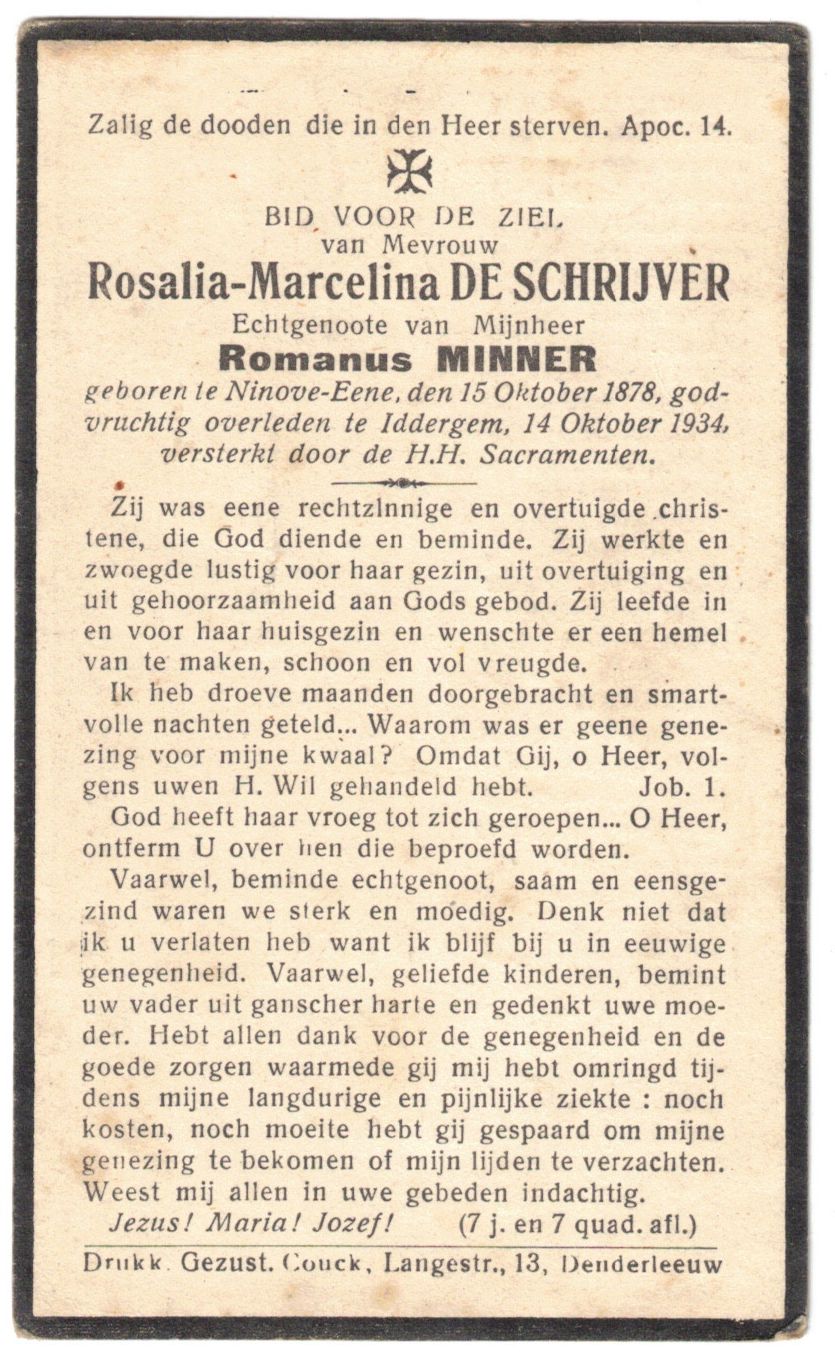 Zalig de dooden die in den Heer sterven. Apoc. 14.
BID VOOR DE ZIEL
van Mevrouw
Rosalia-Marcelina DE SCHRIJVER
Echtgenoote van Mijnheer
Romanus MINNER
geboren te Ninove-Eene, den 15 Oktober 1878, god-
vruchtig overleden te Iddergem, 14 Oktober 1934,
versterkt door de H.H. Sacramenten.
Zij was eene rechtzinnige en overtuigde chris-
tene, die God diende en beminde. Zij werkte en
zwoegde lustig voor haar gezin, uit overtuiging en
uit gehoorzaamheid aan Gods gebod. Zij leefde in
en voor haar huisgezin en wenschte er een hemel
van te maken, schoon en vol vreugde.
Ik heb droeve maanden doorgebracht en smart-
volle nachten geteld... Waarom was er geene gene-
zing voor mijne kwaal? Omdat Gij, o Heer, vol-
gens uwen H. Wil gehandeld hebt. Job. 1.
God heeft haar vroeg tot zich geroepen... O Heer,
ontferm U over hen die beproefd worden.
Vaarwel, beminde echtgenoot, saam en eensge-
zind waren we sterk en moedig. Denk niet dat
ik u verlaten heb want ik blijf bij u in eeuwige
genegenheid. Vaarwel, geliefde kinderen, bemint
uw vader uit ganscher harte en gedenkt uwe moe-
der. Hebt allen dank voor de genegenheid en de
goede zorgen waarmede gij mij hebt omringd tij-
dens mijne langdurige en pijnlijke ziekte : noch
kosten, noch moeite hebt gij gespaard om mijne
genezing te bekomen of mijn lijden te verzachten.
Weest mij allen in uwe gebeden indachtig.
Jezus! Maria! Jozef! (7 j. en 7 quad. afl.)
Drukk. Gezust. Couck, Langestr., 13, Denderleeuw